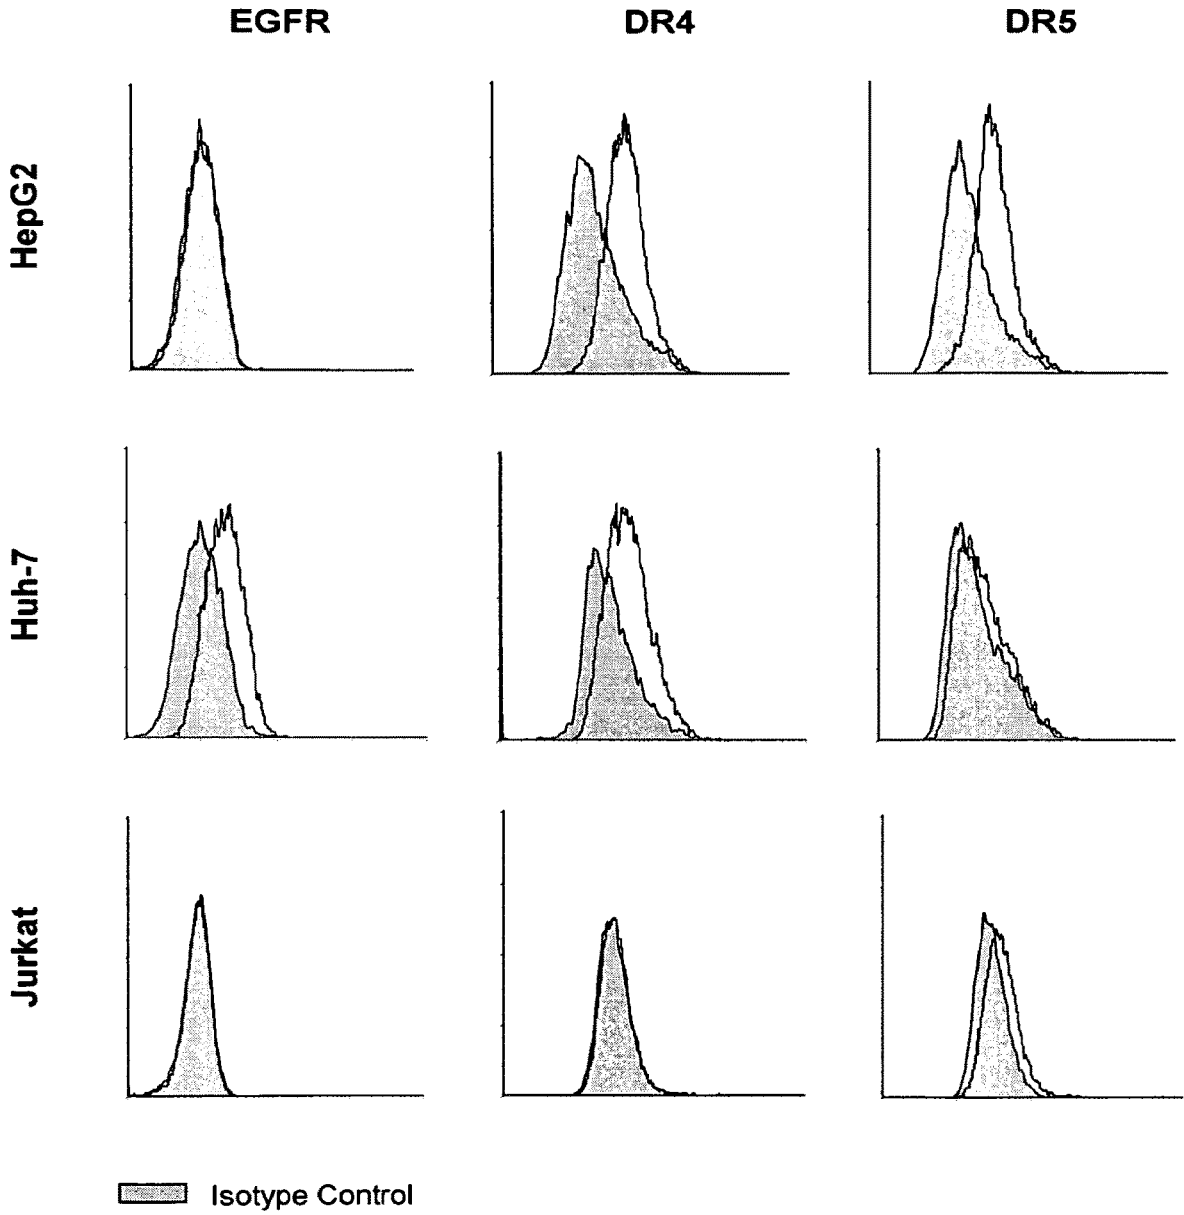 EGFR
DR4
DR5
HepG2
Huh-7
Jurkat
Isotype Control